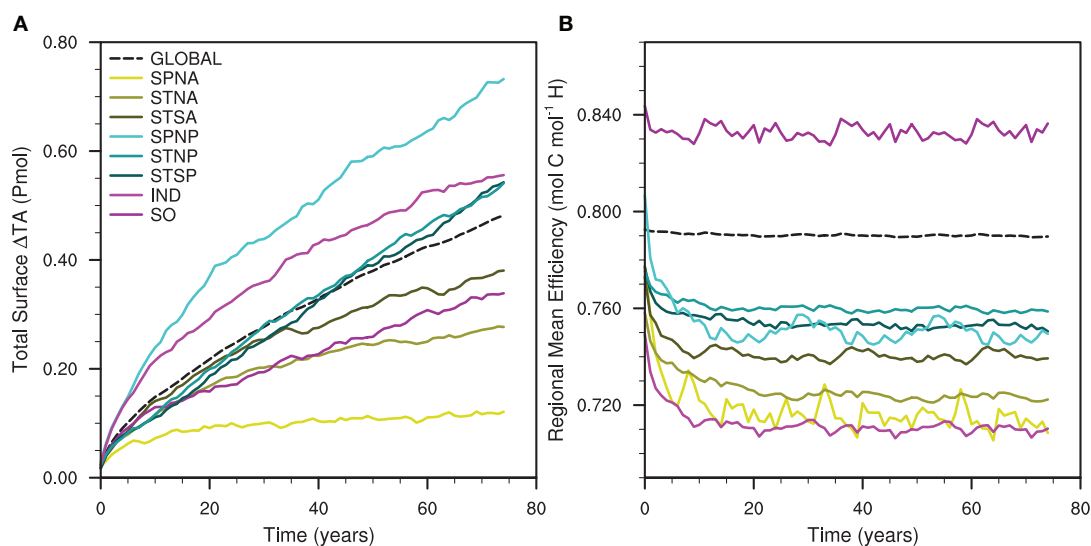 A
B
Total Surface ΔTA (Pmol)
0.80
0.60
0.40
0.20
0.00
GLOBAL
SPNA
STNA
STSA
SPNP
STNP
STSP
IND
SO
0 20 40 60 80
Time (years)
Regional Mean Efficiency (mol C mol⁻¹ H)
0.840
0.800
0.760
0.720
0 20 40 60 80
Time (years)